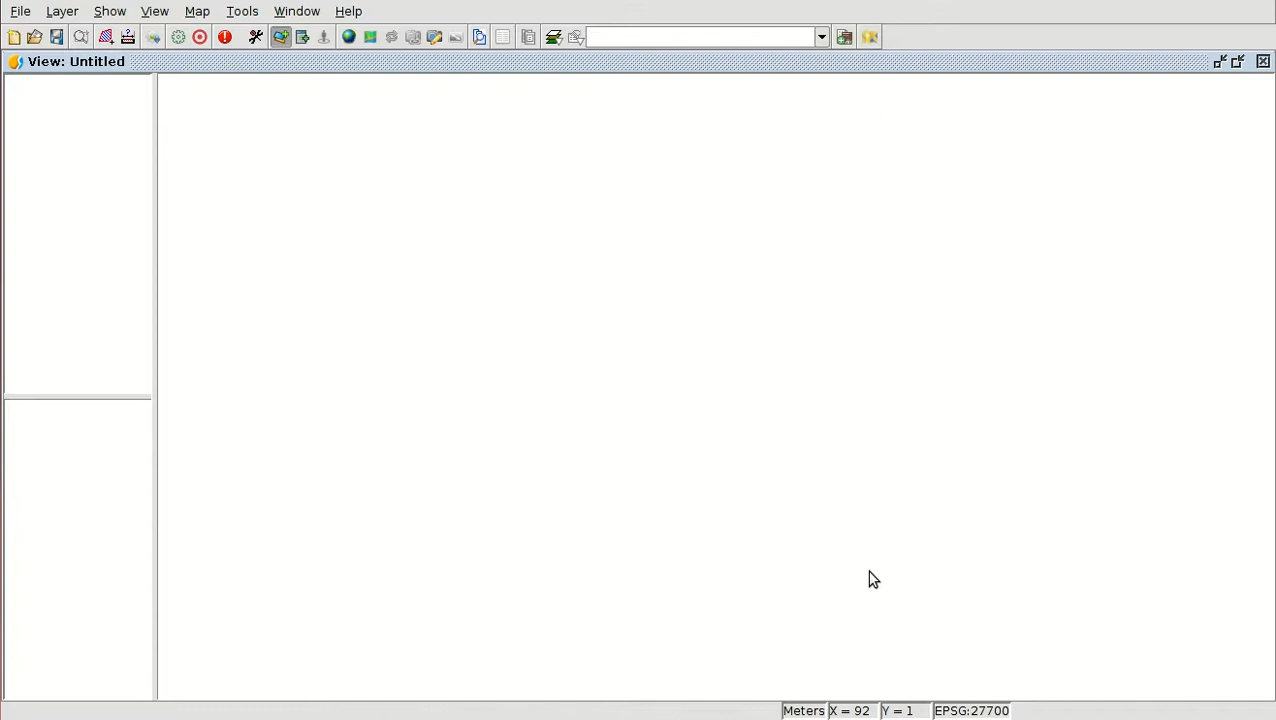 File Layer Show View Map Tools Window Help
View: Untitled
Meters X = 92 Y = 1 EPSG:27700